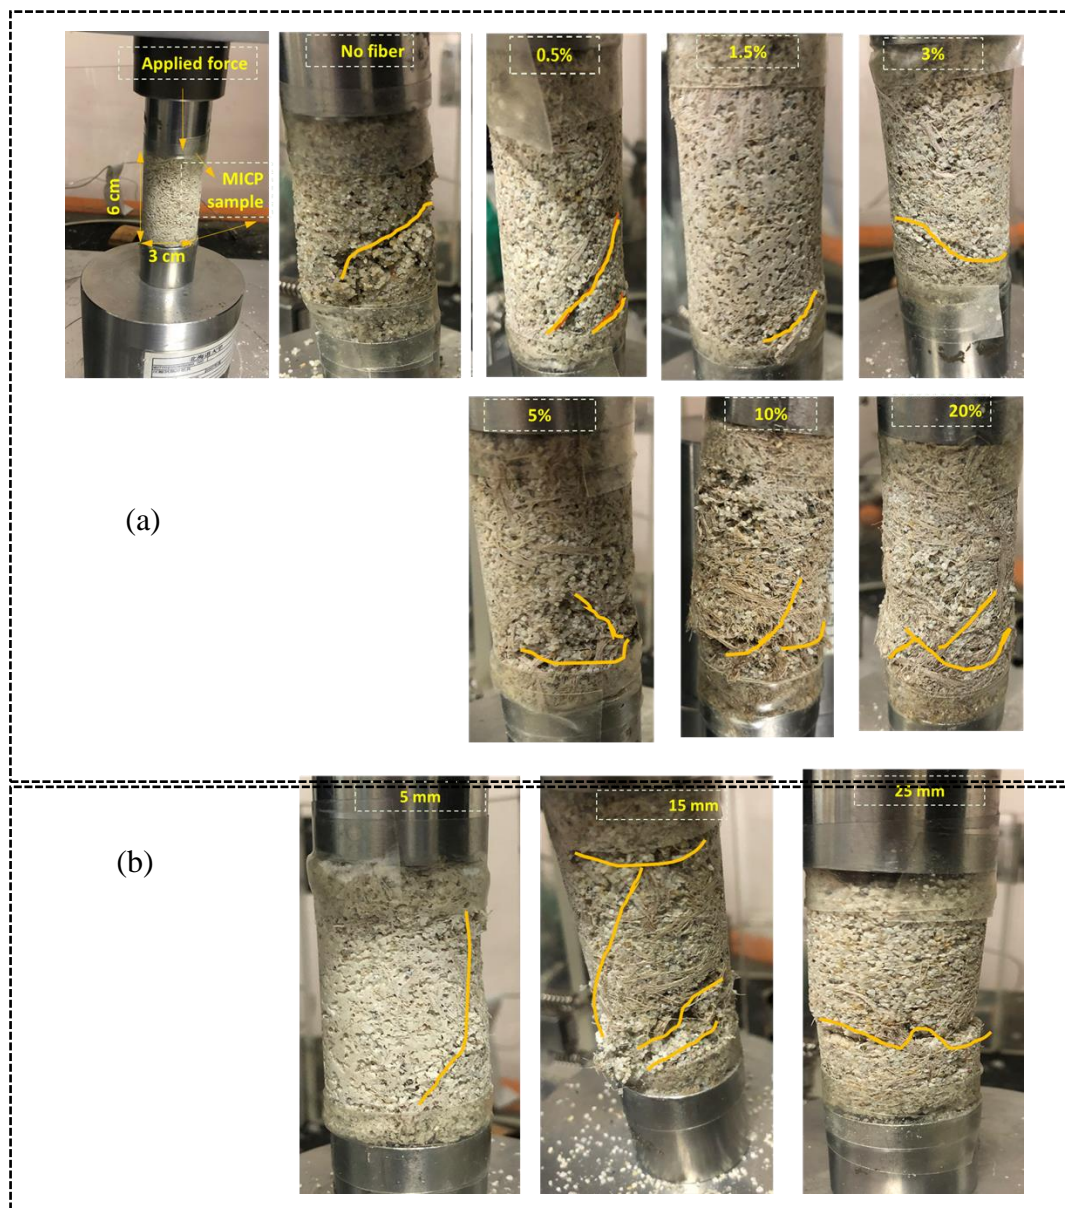 Applied force
No fiber
0.5%
1.5%
3%
MICP
sample
6 cm
3 cm
5%
10%
20%
(a)
5 mm
15 mm
25 mm
(b)